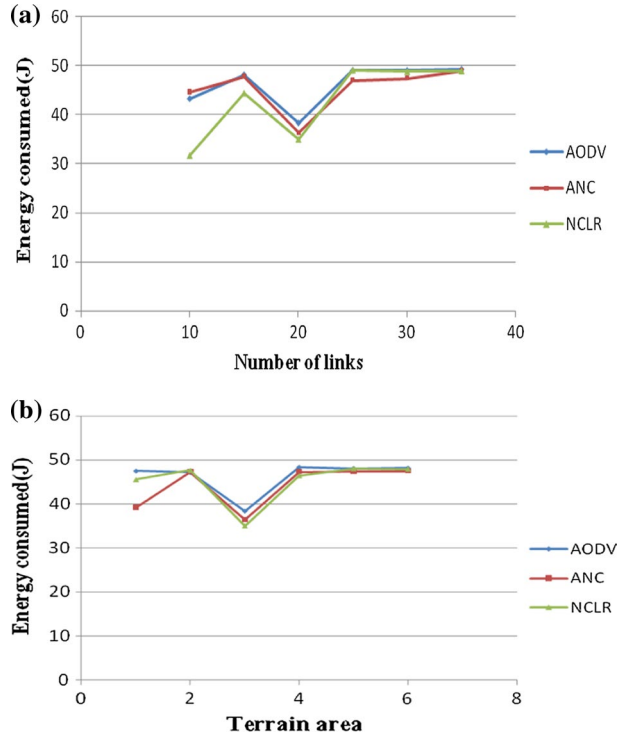 (a)
60
50
40
30
20
10
0
Energy consumed(J)
0 10 20 30 40
Number of links
AODV
ANC
NCLR
(b)
60
50
40
30
20
10
0
Energy consumed(J)
0 2 4 6 8
Terrain area
AODV
ANC
NCLR